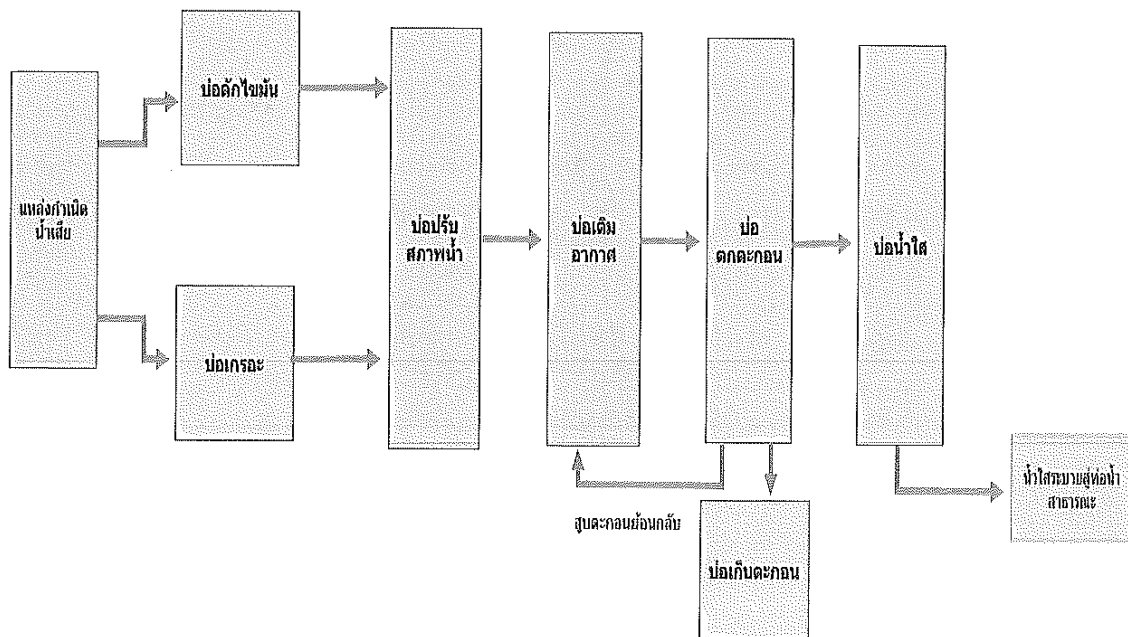 แหล่งกำเนิด
น้ำเสีย
บ่อดักไขมัน
บ่อเกรอะ
บ่อปรับ
สภาพน้ำ
บ่อเติม
อากาศ
บ่อ
ตกตะกอน
บ่อน้ำใส
สูบตะกอนย้อนกลับ
บ่อเก็บตะกอน
น้ำใสระบายสู่ท่อน้ำ
สาธารณะ